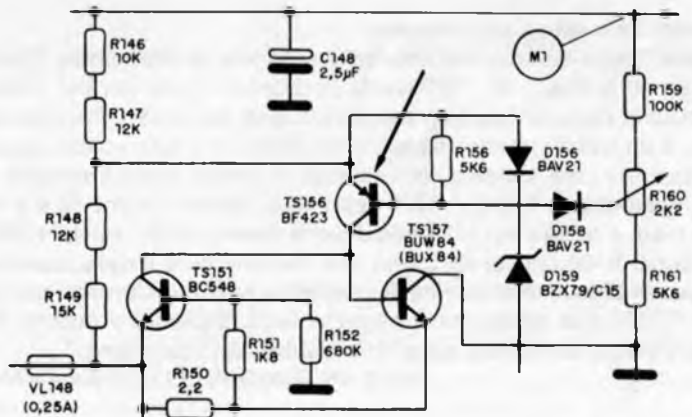 R146
10K
R147
12K
C148
2,5µF
M1
R159
100K
TS156
BF423
R156
5K6
D156
BAV21
R160
2K2
TS157
BUW84
(BUX84)
D158
BAV21
R148
12K
TS151
BC548
R149
15K
D159
BZX79/C15
R161
5K6
R151
1K8
R152
680K
VL148
(0,25A)
R150
2,2